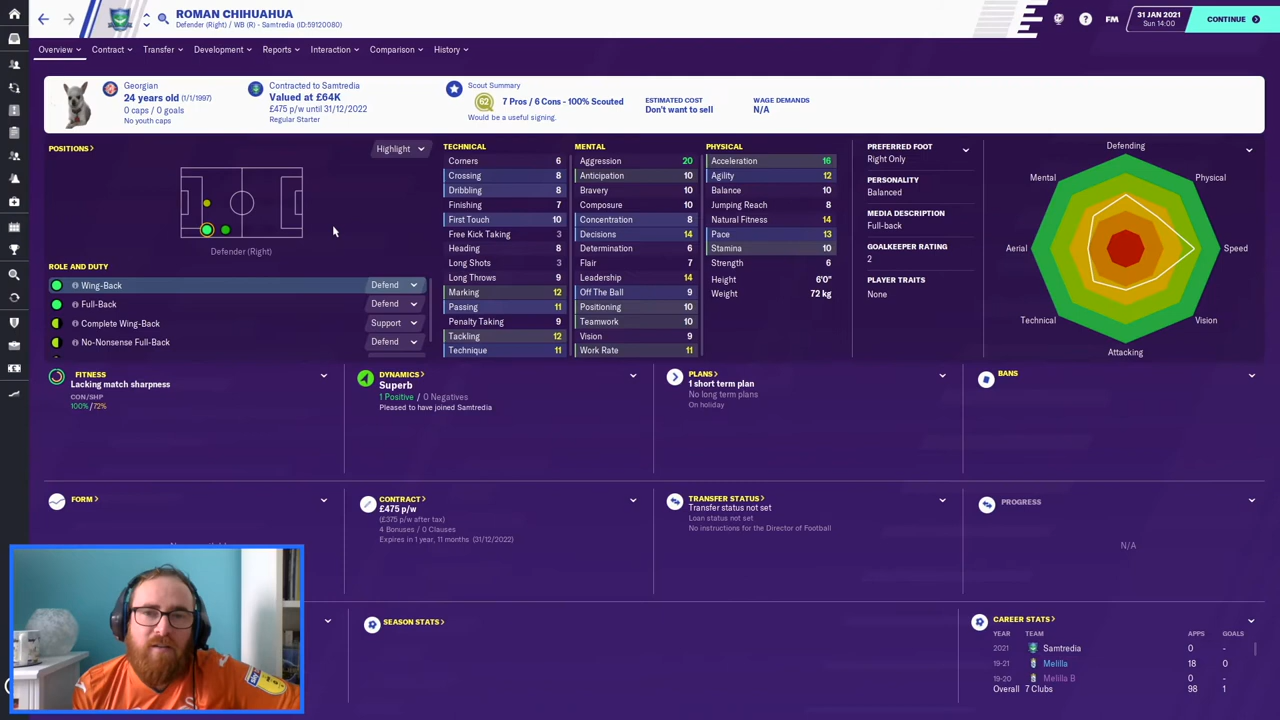 ROMAN CHIHUAHUA
Defender (Right) / WB (R) - Samtredia (ID:59120080)
FM
31 JAN 2021
Sun 14:00
CONTINUE
Overview
Contract
Transfer
Development
Reports
Interaction
Comparison
History
Georgian
24 years old (1/1/1997)
0 caps / 0 goals
No youth caps
Contracted to Samtredia
Valued at £64K
£475 p/w until 31/12/2022
Regular Starter
Scout Summary
62
7 Pros / 6 Cons - 100% Scouted
Would be a useful signing.
ESTIMATED COST
Don't want to sell
WAGE DEMANDS
N/A
POSITIONS
Highlight
Defender (Right)
ROLE AND DUTY
Wing-Back Defend
Full-Back Defend
Complete Wing-Back Support
No-Nonsense Full-Back Defend
TECHNICAL
Corners 6
Crossing 8
Dribbling 8
Finishing 7
First Touch 10
Free Kick Taking 3
Heading 8
Long Shots 3
Long Throws 9
Marking 12
Passing 11
Penalty Taking 9
Tackling 12
Technique 11
MENTAL
Aggression 20
Anticipation 10
Bravery 10
Composure 10
Concentration 8
Decisions 14
Determination 6
Flair 7
Leadership 14
Off The Ball 9
Positioning 10
Teamwork 10
Vision 9
Work Rate 11
PHYSICAL
Acceleration 16
Agility 12
Balance 10
Jumping Reach 8
Natural Fitness 14
Pace 13
Stamina 10
Strength 6
Height 6'0"
Weight 72 kg
PREFERRED FOOT
Right Only
PERSONALITY
Balanced
MEDIA DESCRIPTION
Full-back
GOALKEEPER RATING
2
PLAYER TRAITS
None
Defending
Physical
Speed
Vision
Attacking
Technical
Aerial
Mental
FITNESS
Lacking match sharpness
CON/SHP
100%/72%
DYNAMICS
Superb
1 Positive / 0 Negatives
Pleased to have joined Samtredia
PLANS
1 short term plan
No long term plans
On holiday
BANS
FORM
CONTRACT
£475 p/w
(£375 p/w after tax)
4 Bonuses / 0 Clauses
Expires in 1 year, 11 months (31/12/2022)
TRANSFER STATUS
Transfer status not set
Loan status not set
No instructions for the Director of Football
PROGRESS
N/A
SEASON STATS
CAREER STATS
YEAR TEAM APPS GOALS
2021 Samtredia 0 -
19-21 Melilla 18 0
19-20 Melilla B 0 -
Overall 7 Clubs 98 1